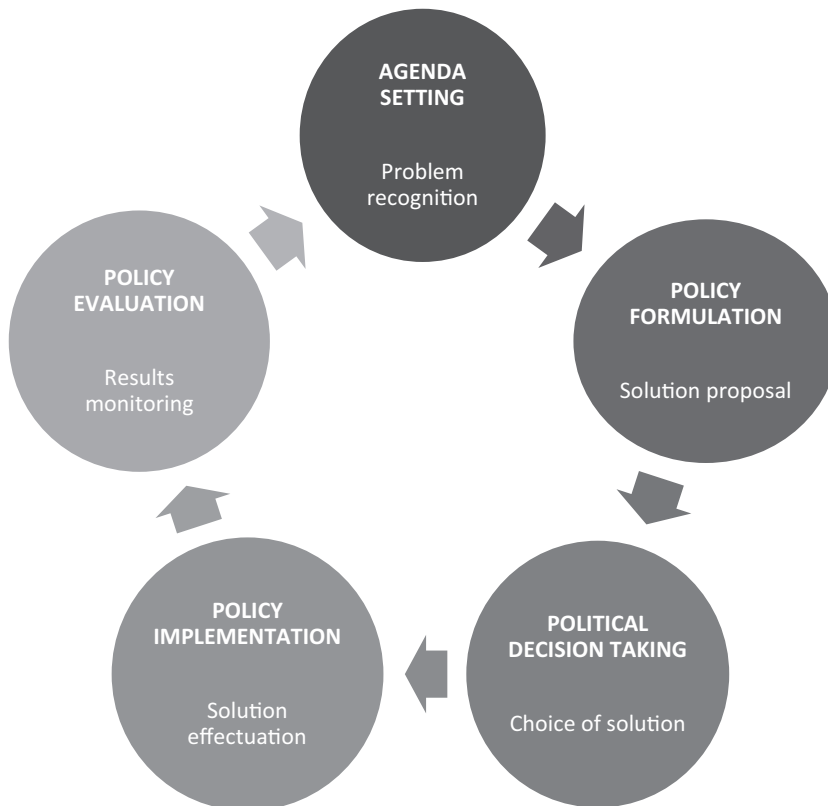 AGENDA
SETTING
Problem
recognition
POLICY
FORMULATION
Solution proposal
POLITICAL
DECISION TAKING
Choice of solution
POLICY
IMPLEMENTATION
Solution
effectuation
POLICY
EVALUATION
Results
monitoring